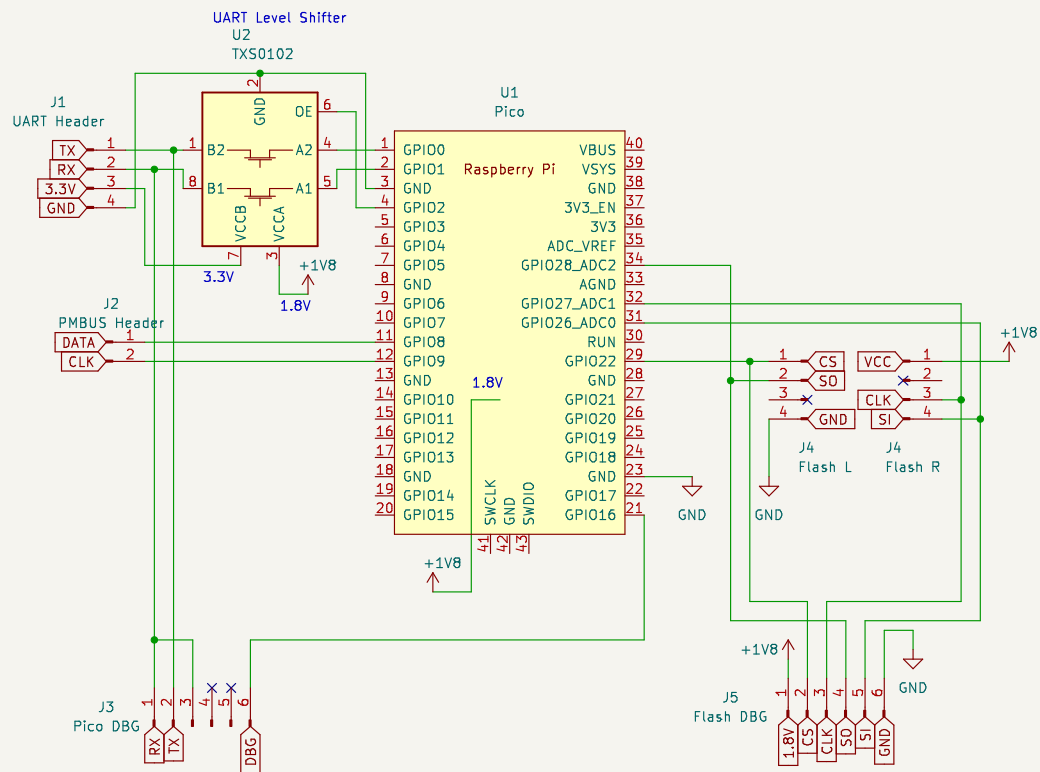 UART Level Shifter
U2
TXS0102
J1
UART Header
TX 1
RX 2
3.3V 3
GND 4
2
GND
OE 6
1 B2 A2 4
8 B1 A1 5
VCCB VCCA
7 3
3.3V
+1V8
1.8V
J2
PMBUS Header
DATA 1
CLK 2
U1
Pico
Raspberry Pi
1 GPIO0
2 GPIO1
3 GND
4 GPIO2
5 GPIO3
6 GPIO4
7 GPIO5
8 GND
9 GPIO6
10 GPIO7
11 GPIO8
12 GPIO9
13 GND
14 GPIO10
15 GPIO11
16 GPIO12
17 GPIO13
18 GND
19 GPIO14
20 GPIO15
1.8V
SWCLK GND SWDIO
41 42 43
+1V8
VBUS 40
VSYS 39
GND 38
3V3_EN 37
3V3 36
ADC_VREF 35
GPIO28_ADC2 34
AGND 33
GPIO27_ADC1 32
GPIO26_ADC0 31
RUN 30
GPIO22 29
GND 28
GPIO21 27
GPIO20 26
GPIO19 25
GPIO18 24
GND 23
GPIO17 22
GPIO16 21
GND
1 CS
2 SO
3
4 GND
J4
Flash L
GND
+1V8
VCC 1
2
CLK 3
SI 4
J4
Flash R
J3
Pico DBG
1 2 3 4 5 6
RX TX DBG
+1V8
GND
J5
Flash DBG
1 2 3 4 5 6
1.8V CS CLK SO SI GND